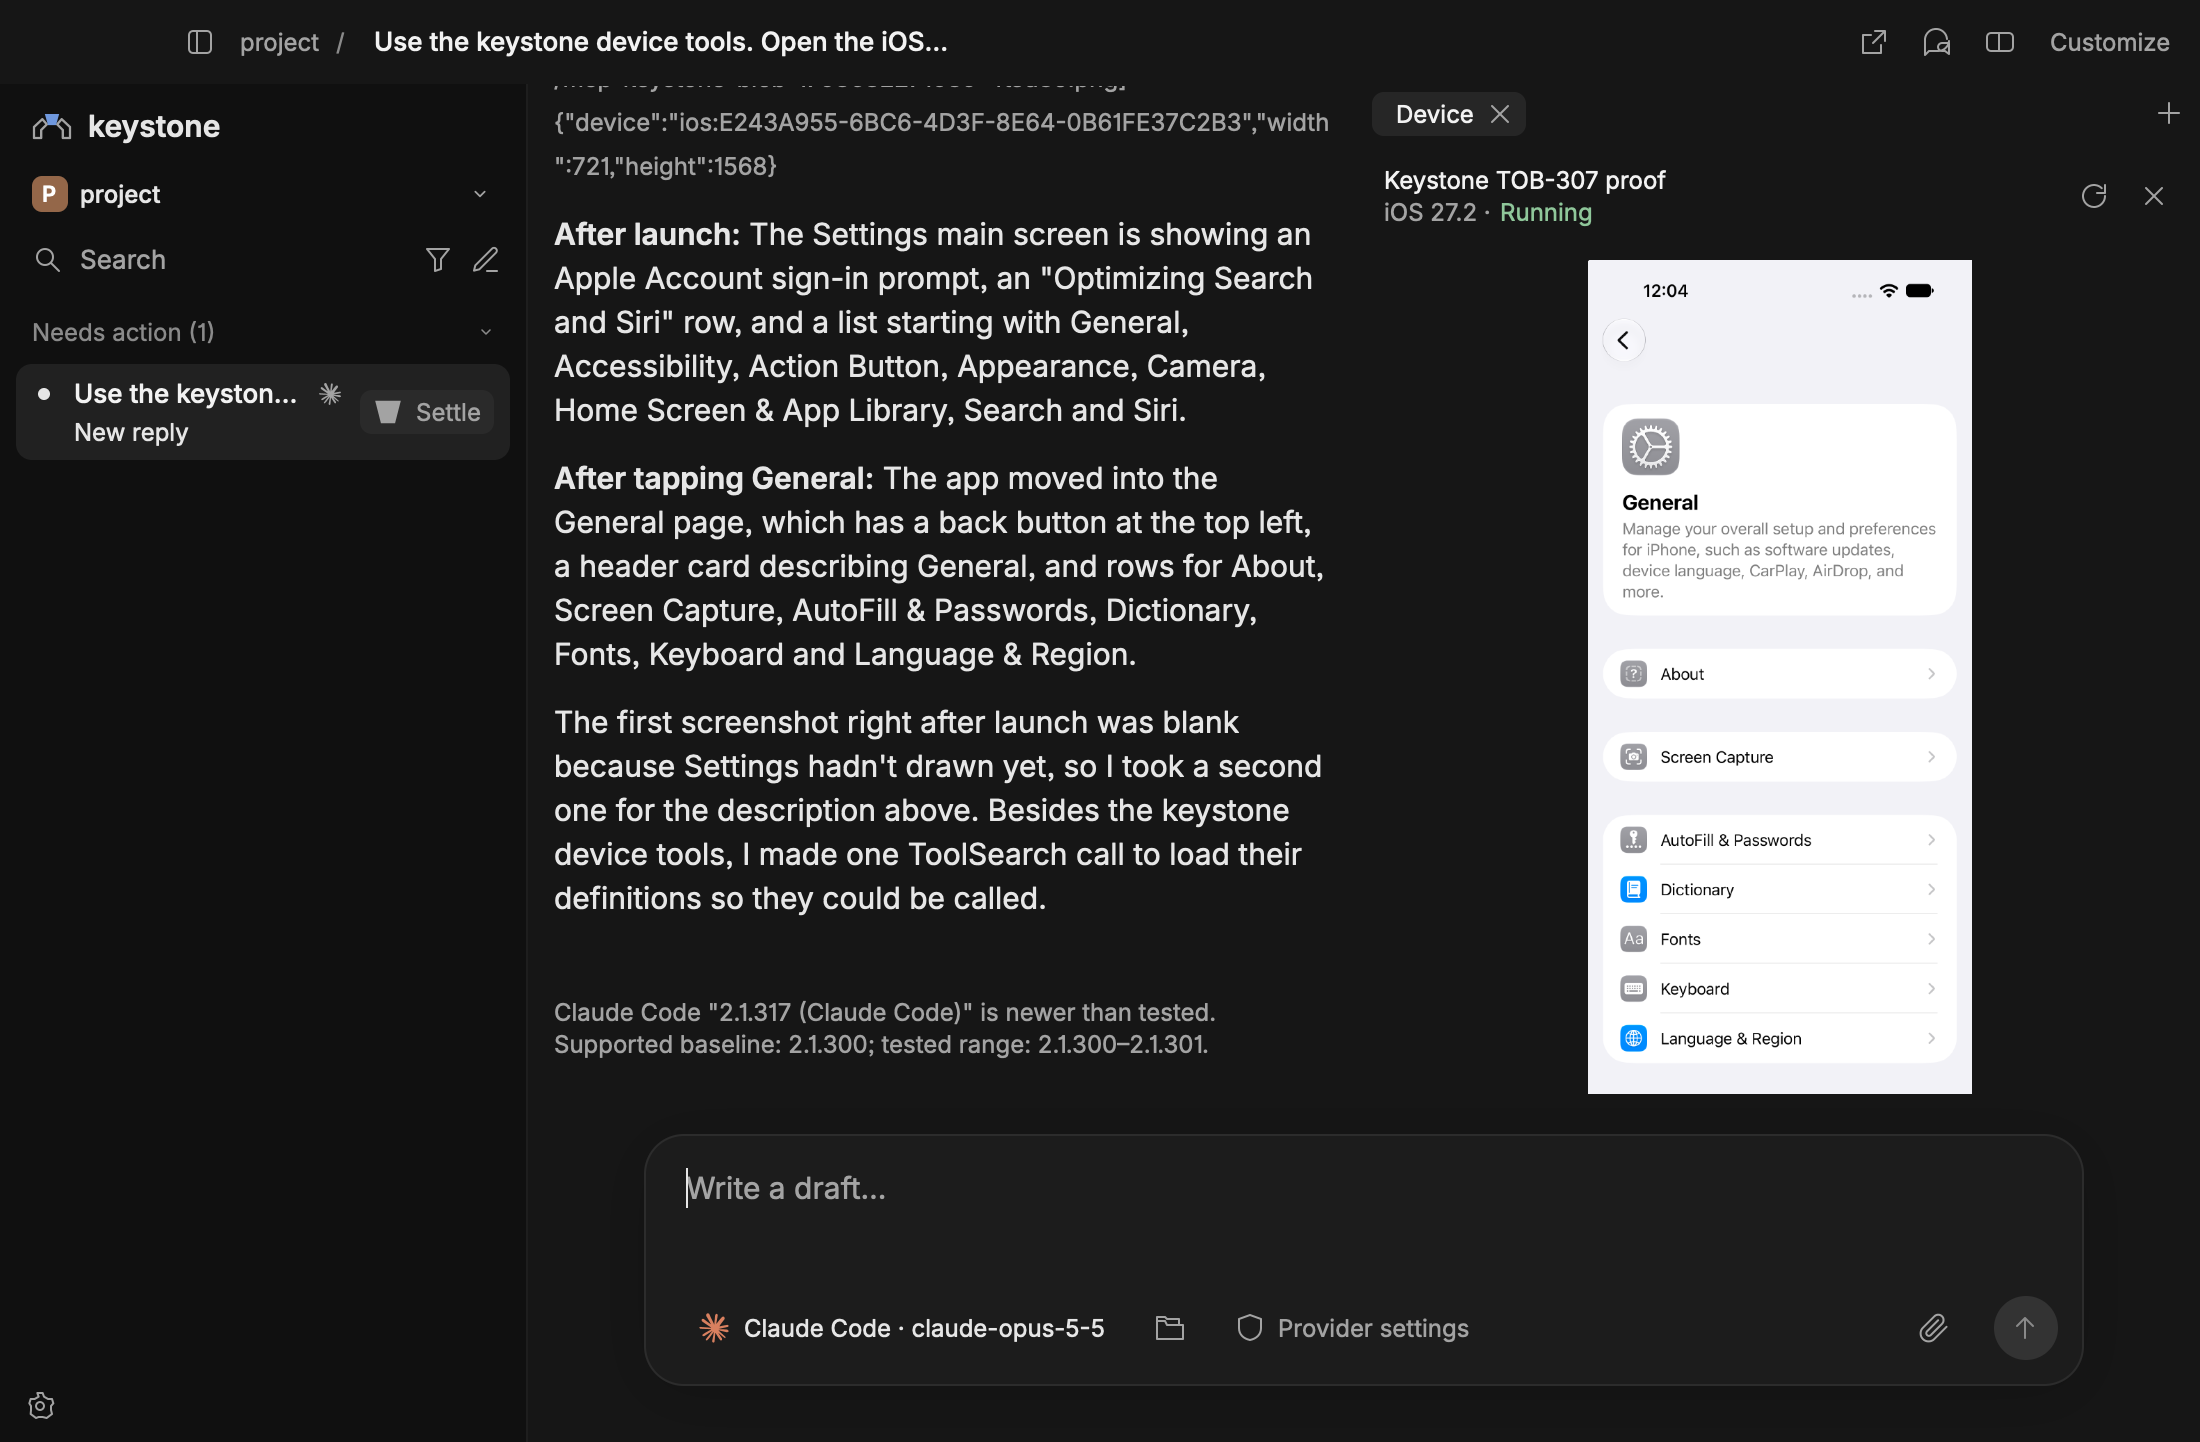 project / Use the keystone device tools. Open the iOS...
Customize
keystone
P project
Search
Needs action (1)
Use the keyston...
New reply
Settle
{"device":"ios:E243A955-6BC6-4D3F-8E64-0B61FE37C2B3","width
":721,"height":1568}
After launch: The Settings main screen is showing an
Apple Account sign-in prompt, an "Optimizing Search
and Siri" row, and a list starting with General,
Accessibility, Action Button, Appearance, Camera,
Home Screen & App Library, Search and Siri.
After tapping General: The app moved into the
General page, which has a back button at the top left,
a header card describing General, and rows for About,
Screen Capture, AutoFill & Passwords, Dictionary,
Fonts, Keyboard and Language & Region.
The first screenshot right after launch was blank
because Settings hadn't drawn yet, so I took a second
one for the description above. Besides the keystone
device tools, I made one ToolSearch call to load their
definitions so they could be called.
Claude Code "2.1.317 (Claude Code)" is newer than tested.
Supported baseline: 2.1.300; tested range: 2.1.300–2.1.301.
Device
Keystone TOB-307 proof
iOS 27.2 · Running
12:04
General
Manage your overall setup and preferences
for iPhone, such as software updates,
device language, CarPlay, AirDrop, and
more.
About
Screen Capture
AutoFill & Passwords
Dictionary
Aa Fonts
Keyboard
Language & Region
Write a draft...
Claude Code · claude-opus-5-5
Provider settings